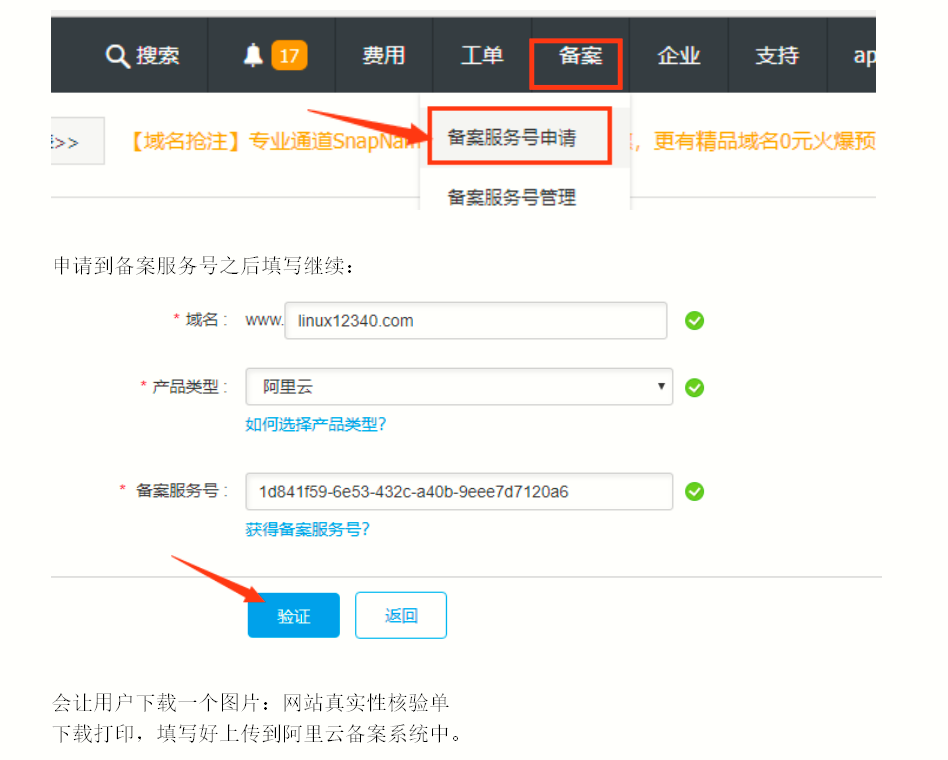 搜索 17 费用 工单 备案 企业 支持 ap
>> 【域名抢注】专业通道SnapNam 备案服务号申请 ，更有精品域名0元火爆预
备案服务号管理
申请到备案服务号之后填写继续：
* 域名： www. linux12340.com
* 产品类型： 阿里云
如何选择产品类型?
* 备案服务号： 1d841f59-6e53-432c-a40b-9eee7d7120a6
获得备案服务号?
验证 返回
会让用户下载一个图片：网站真实性核验单
下载打印，填写好上传到阿里云备案系统中。